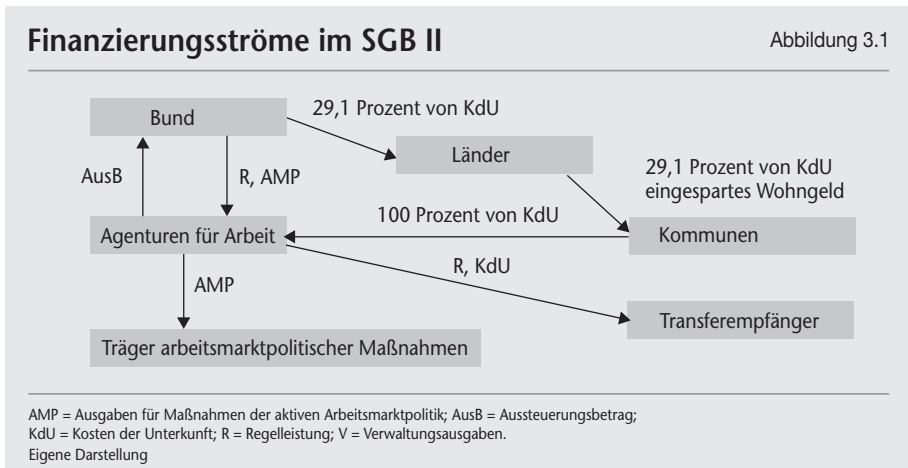 Finanzierungsströme im SGB II
Abbildung 3.1
29,1 Prozent von KdU
Bund
Länder
29,1 Prozent von KdU
eingespartes Wohngeld
AusB
R, AMP
100 Prozent von KdU
Agenturen für Arbeit
Kommunen
R, KdU
AMP
Transferempfänger
Träger arbeitsmarktpolitischer Maßnahmen
AMP = Ausgaben für Maßnahmen der aktiven Arbeitsmarktpolitik; AusB = Aussteuerungsbetrag;
KdU = Kosten der Unterkunft; R = Regelleistung; V = Verwaltungsausgaben.
Eigene Darstellung